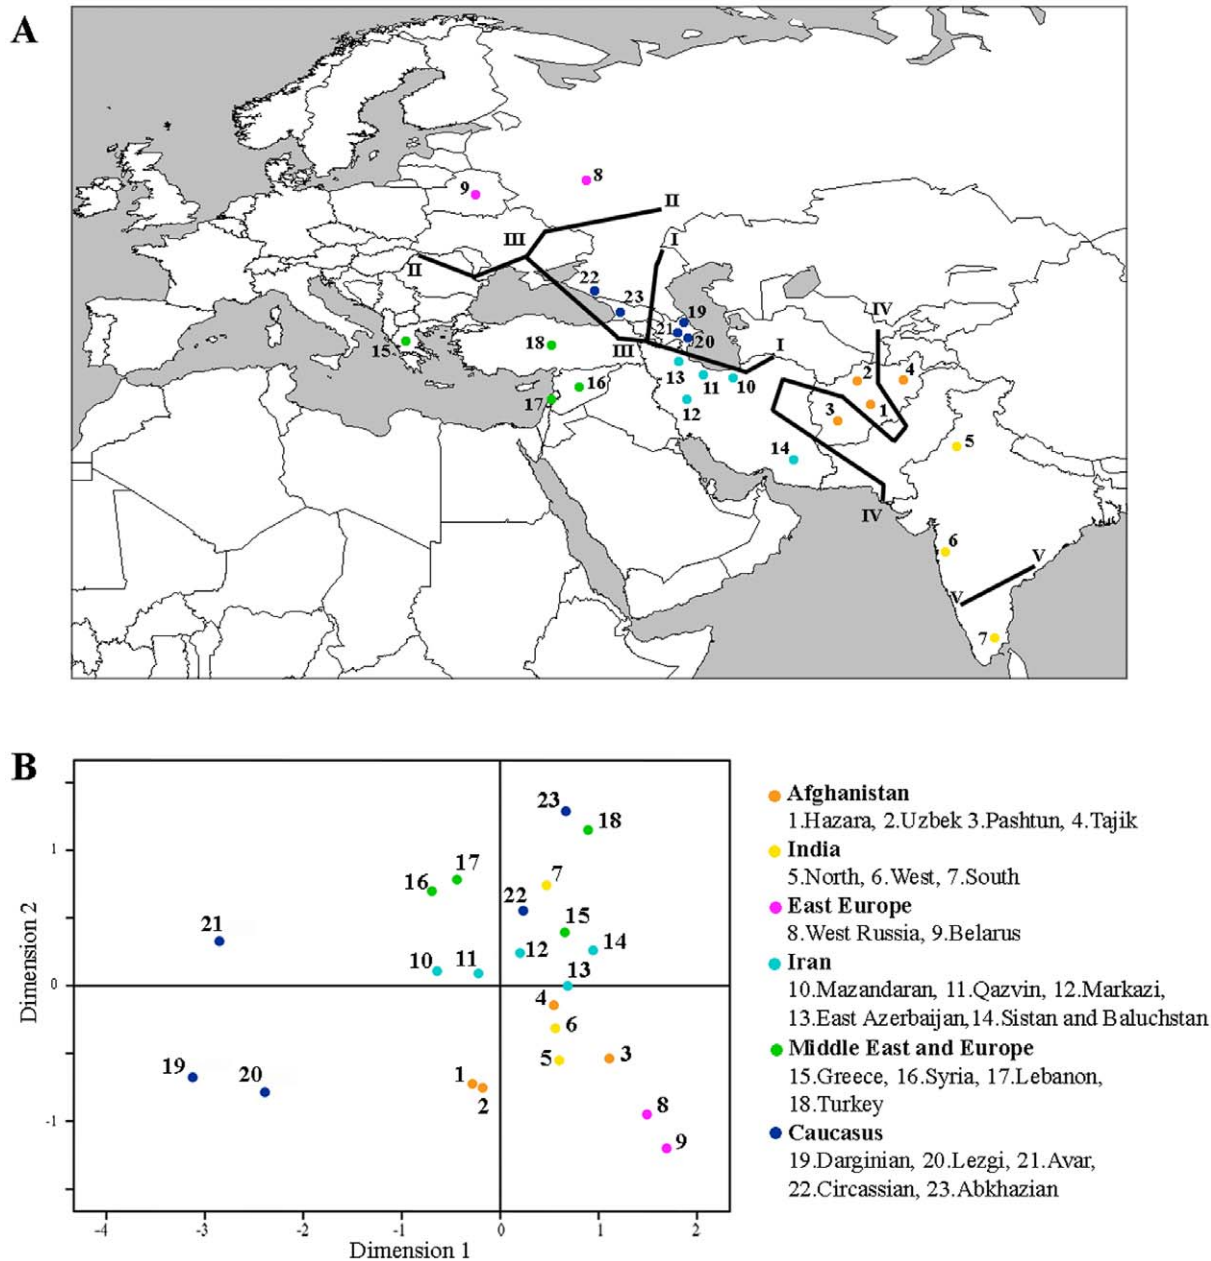 A
8
9
II
III
I
II
22
23
19
IV
21
20
15
18
III
I
2
4
16
13
11
10
17
12
3
1
14
5
IV
6
V
V
7
B
Dimension 2
1
0
-1
23
18
17
16
7
22
21
15
12
14
10
11
13
4
6
5
3
19
20
1
2
8
9
-4
-3
-2
-1
0
1
2
Dimension 1
Afghanistan
1.Hazara, 2.Uzbek 3.Pashtun, 4.Tajik
India
5.North, 6.West, 7.South
East Europe
8.West Russia, 9.Belarus
Iran
10.Mazandaran, 11.Qazvin, 12.Markazi,
13.East Azerbaijan,14.Sistan and Baluchstan
Middle East and Europe
15.Greece, 16.Syria, 17.Lebanon,
18.Turkey
Caucasus
19.Darginian, 20.Lezgi, 21.Avar,
22.Circassian, 23.Abkhazian